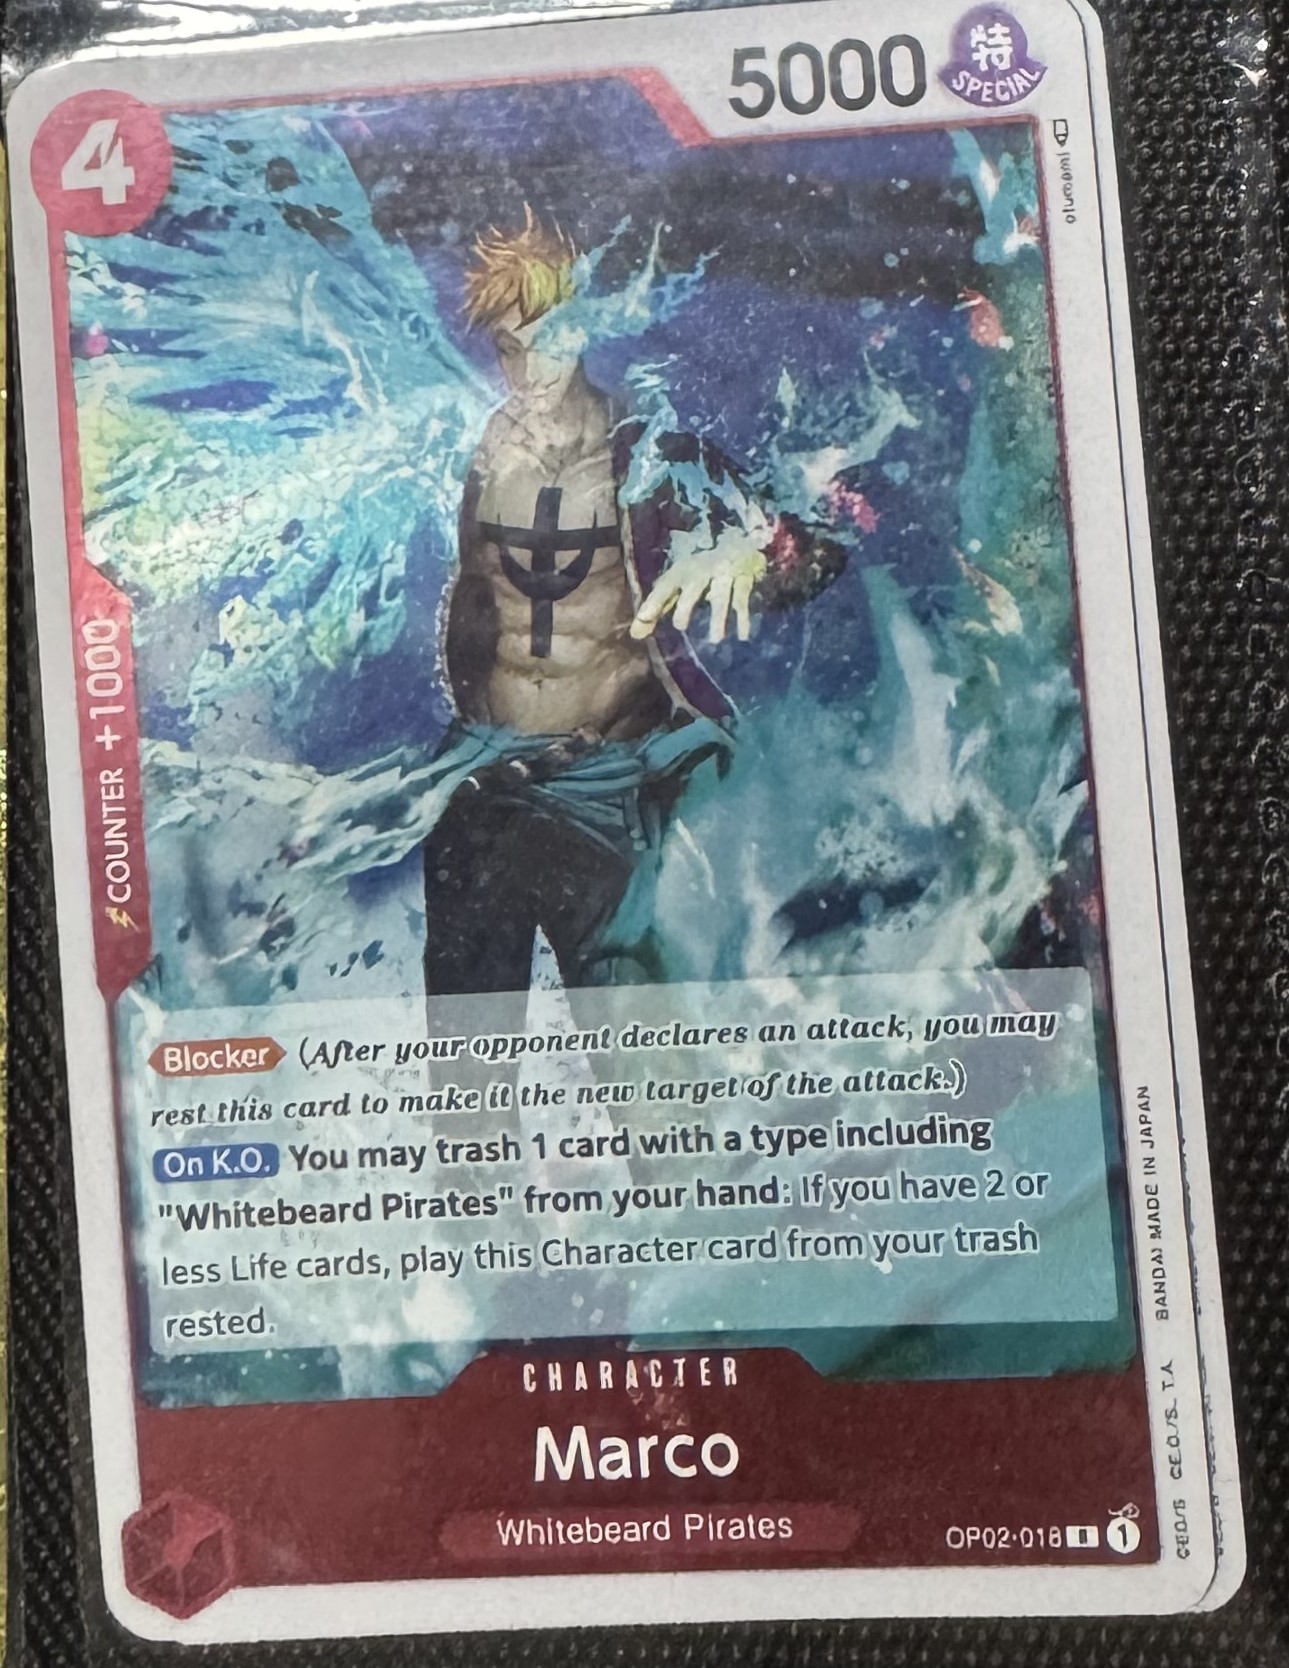 4
5000
特
SPECIAL
otumami
COUNTER +1000
Blocker (After your opponent declares an attack, you may
rest this card to make it the new target of the attack.)
On K.O. You may trash 1 card with a type including
"Whitebeard Pirates" from your hand: If you have 2 or
less Life cards, play this Character card from your trash
rested.
CHARACTER
Marco
Whitebeard Pirates
OP02-018 R 1
BANDAI MADE IN JAPAN